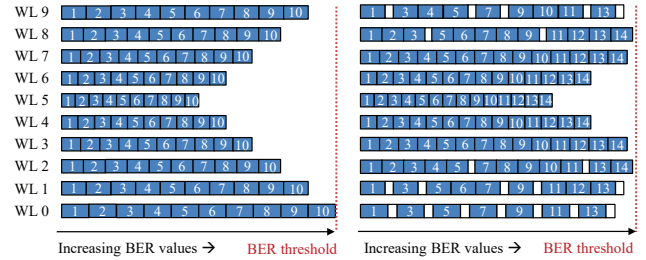 WL 9 1 2 3 4 5 6 7 8 9 10 1 3 5 7 9 10 11 13
WL 8 1 2 3 4 5 6 7 8 9 10 1 2 3 5 6 7 8 9 11 12 13 14
WL 7 1 2 3 4 5 6 7 8 9 10 1 2 3 4 5 6 7 8 9 10 11 12 13 14
WL 6 1 2 3 4 5 6 7 8 9 10 1 2 3 4 5 6 7 8 9 10 11 12 13 14
WL 5 1 2 3 4 5 6 7 8 9 10 1 2 3 4 5 6 7 8 9 10 11 12 13 14
WL 4 1 2 3 4 5 6 7 8 9 10 1 2 3 4 5 6 7 8 9 10 11 12 13 14
WL 3 1 2 3 4 5 6 7 8 9 10 1 2 3 4 5 6 7 8 9 10 11 12 13 14
WL 2 1 2 3 4 5 6 7 8 9 10 1 2 3 4 5 7 8 9 10 11 13 14
WL 1 1 2 3 4 5 6 7 8 9 10 1 3 5 6 8 9 11 12 13
WL 0 1 2 3 4 5 6 7 8 9 10 1 3 5 7 9 11 13
Increasing BER values → BER threshold Increasing BER values → BER threshold